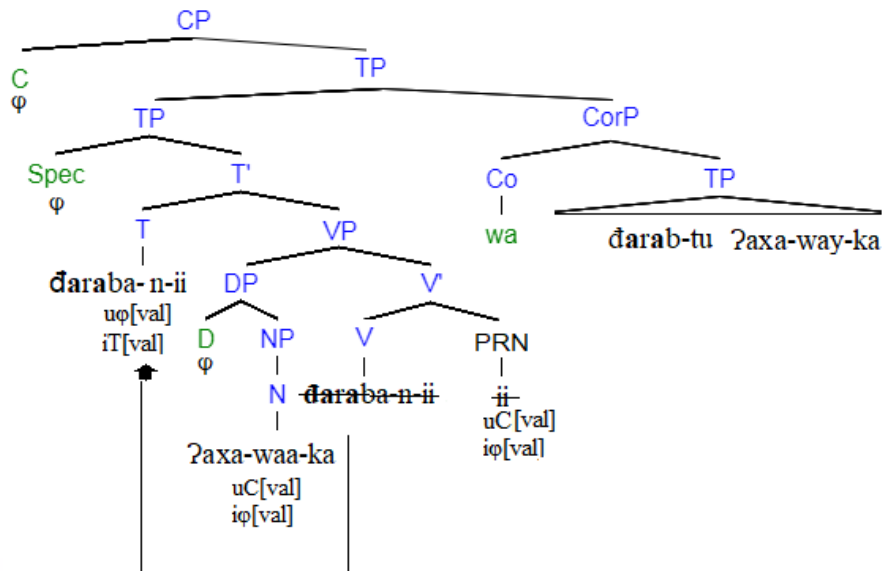 CP
C TP
φ
TP CorP
Spec T' Co TP
φ
T VP wa đarab-tu ʔaxa-way-ka
đaraba- n-ii DP V'
uφ[val]
iT[val] D NP V PRN
φ
N đaraba-n-ii ii
uC[val]
ʔaxa-waa-ka iφ[val]
uC[val]
iφ[val]